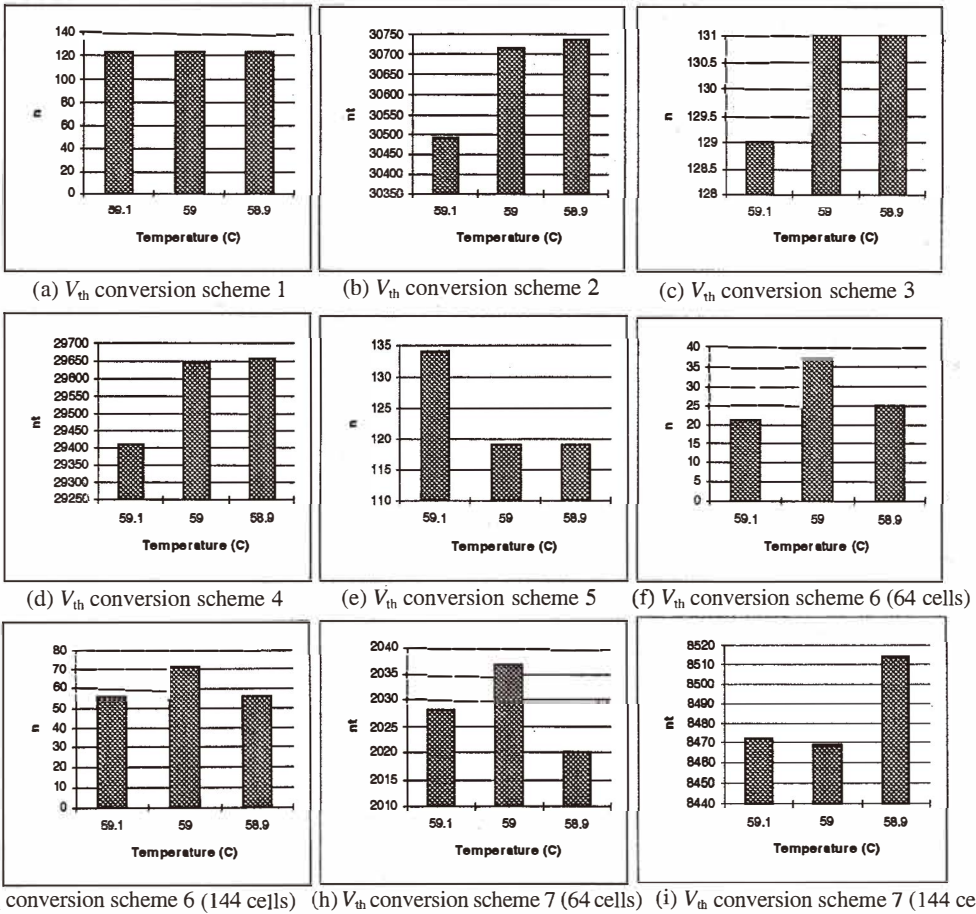 140
120
100
80
60
40
20
0
n
59.1 59 58.9
Temperature (C)
(a) Vth conversion scheme 1
30750
30700
30650
30600
30550
30500
30450
30400
30350
nt
59.1 59 58.9
Temperature (C)
(b) Vth conversion scheme 2
131
130.5
130
129.5
129
128.5
128
n
59.1 59 58.9
Temperature (C)
(c) Vth conversion scheme 3
29700
29650
29600
29550
29500
29450
29400
29350
29300
29250
nt
59.1 59 58.9
Temperature (C)
(d) Vth conversion scheme 4
135
130
125
120
115
110
n
59.1 59 58.9
Temperature (C)
(e) Vth conversion scheme 5
40
35
30
25
20
15
10
5
0
n
59.1 59 58.9
Temperature (C)
(f) Vth conversion scheme 6 (64 cells)
80
70
60
50
40
30
20
10
0
n
59.1 59 58.9
Temperature (C)
conversion scheme 6 (144 cells)
2040
2035
2030
2025
2020
2015
2010
nt
59.1 59 58.9
Temperature (C)
(h) Vth conversion scheme 7 (64 cells)
8520
8510
8500
8490
8480
8470
8460
8450
8440
nt
59.1 59 58.9
Temperature (C)
(i) Vth conversion scheme 7 (144 ce